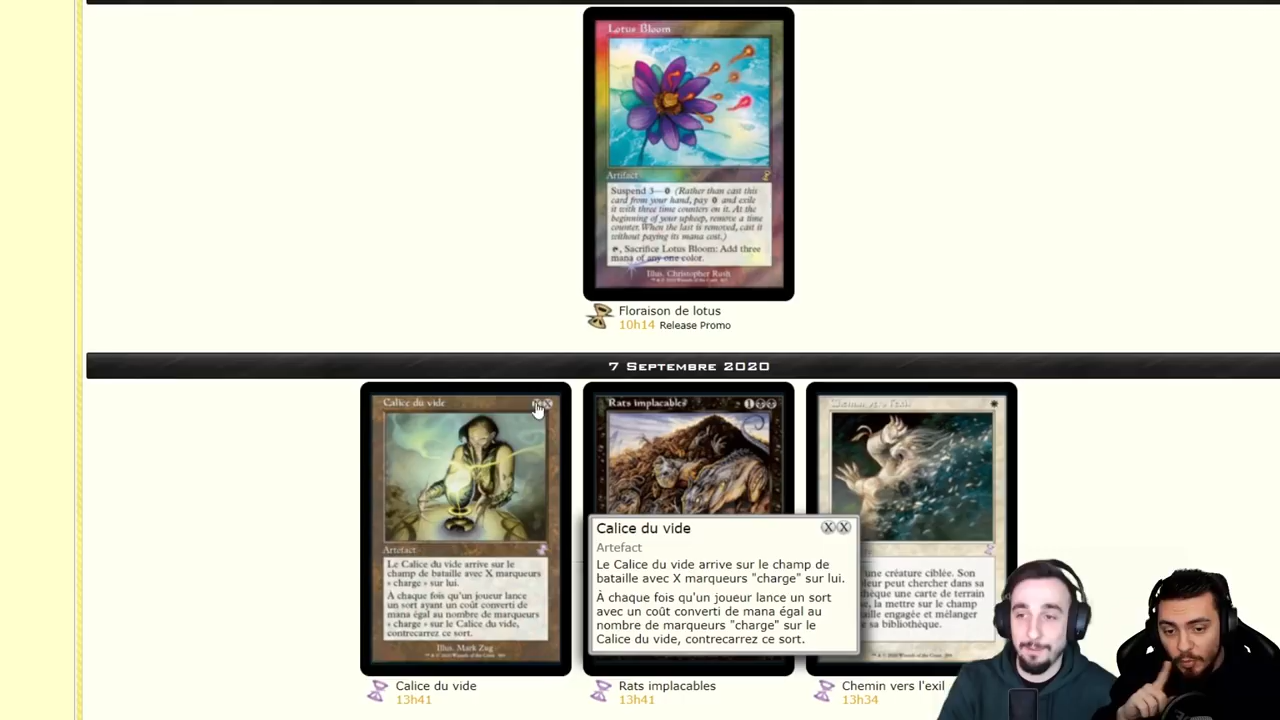 Lotus Bloom
Artifact
Suspend 3—0 (Rather than cast this
card from your hand, pay 0 and exile
it with three time counters on it. At the
beginning of your upkeep, remove a time
counter. When the last is removed, cast it
without paying its mana cost.)
, Sacrifice Lotus Bloom: Add three
mana of any one color.
Illus. Christopher Rush
Floraison de lotus
10h14 Release Promo
7 Septembre 2020
Calice du vide
XX
Artefact
Le Calice du vide arrive sur le
champ de bataille avec X marqueurs
« charge » sur lui.
À chaque fois qu'un joueur lance
un sort ayant un coût converti de
mana égal au nombre de marqueurs
« charge » sur le Calice du vide,
contrecarrez ce sort.
Illus. Mark Zug
Calice du vide
13h41
Rats implacables
1
Calice du vide XX
Artefact
Le Calice du vide arrive sur le champ de
bataille avec X marqueurs "charge" sur lui.
À chaque fois qu'un joueur lance un sort
avec un coût converti de mana égal au
nombre de marqueurs "charge" sur le
Calice du vide, contrecarrez ce sort.
Rats implacables
13h41
Chemin vers l'exil
une créature ciblée. Son
leur peut chercher dans sa
hèque une carte de terrain
, la mettre sur le champ
aille engagée et mélanger
sa bibliothèque.
Chemin vers l'exil
13h34